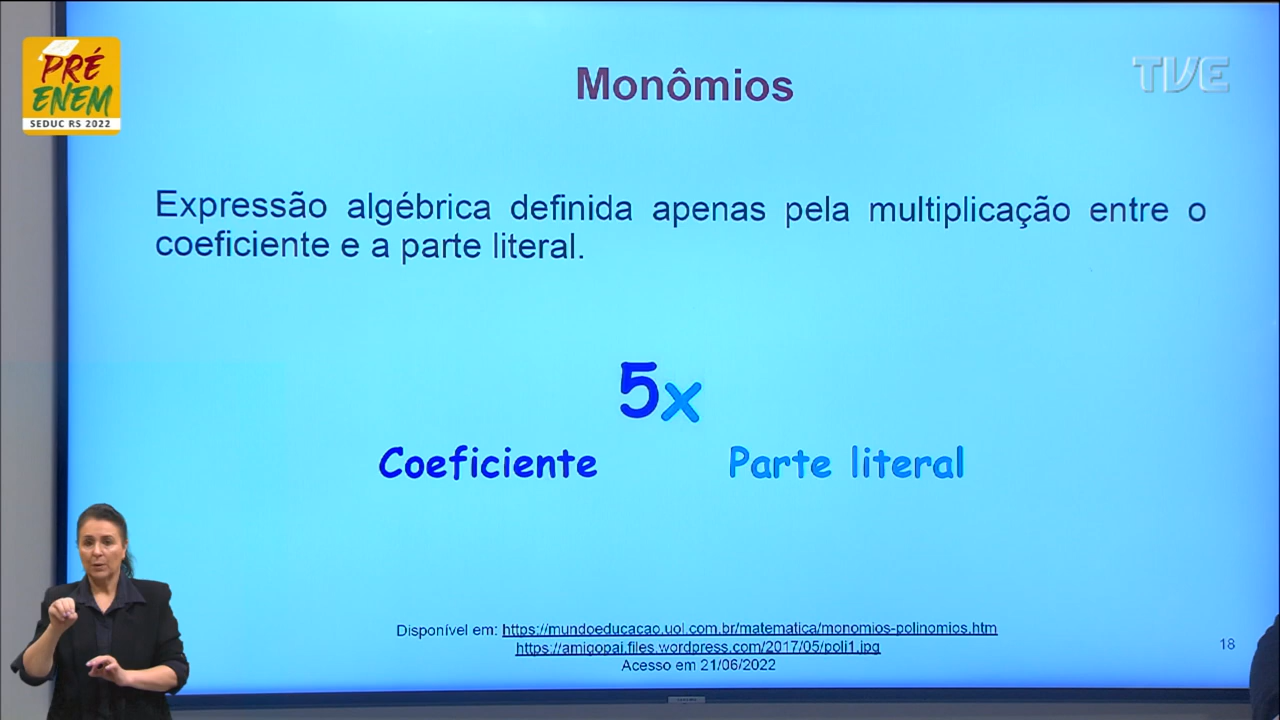 PRÉ
ENEM
SEDUC RS 2022
TVE
Monômios
Expressão algébrica definida apenas pela multiplicação entre o
coeficiente e a parte literal.
5x
Coeficiente Parte literal
Disponível em: https://mundoeducacao.uol.com.br/matematica/monomios-polinomios.htm
https://amigopai.files.wordpress.com/2017/05/poli1.jpg
Acesso em 21/06/2022
18